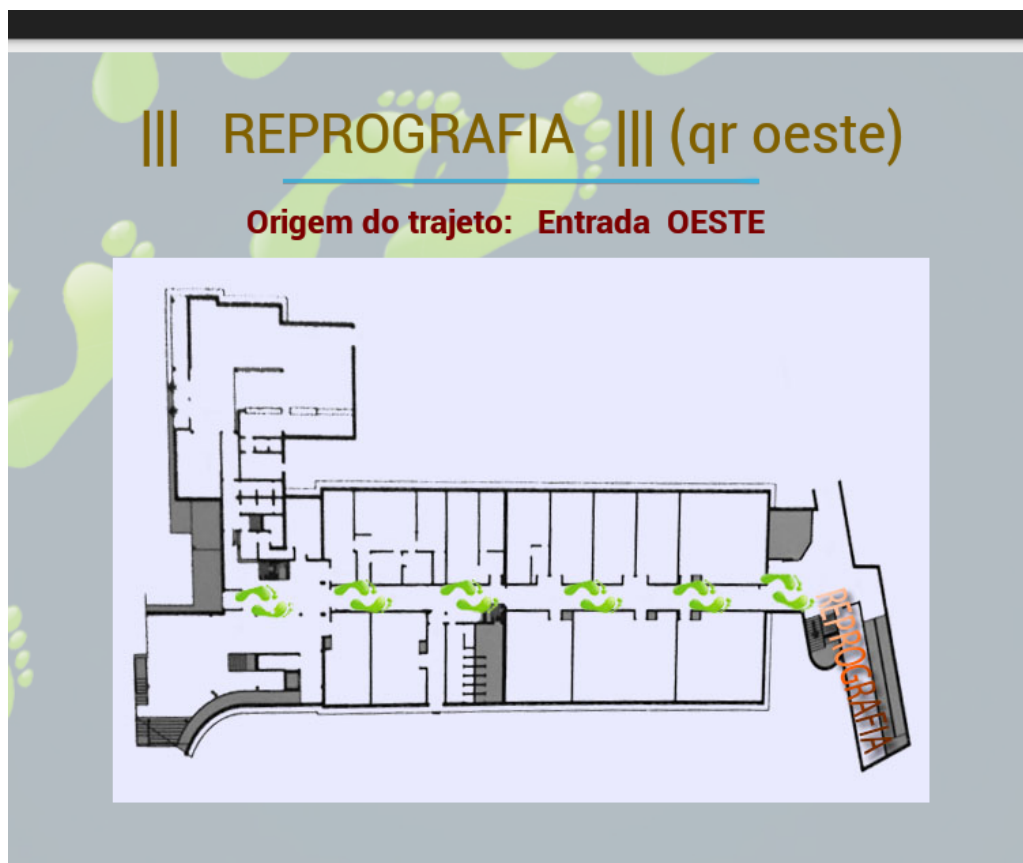 ||| REPROGRAFIA ||| (qr oeste)
Origem do trajeto: Entrada OESTE
REPROGRAFIA